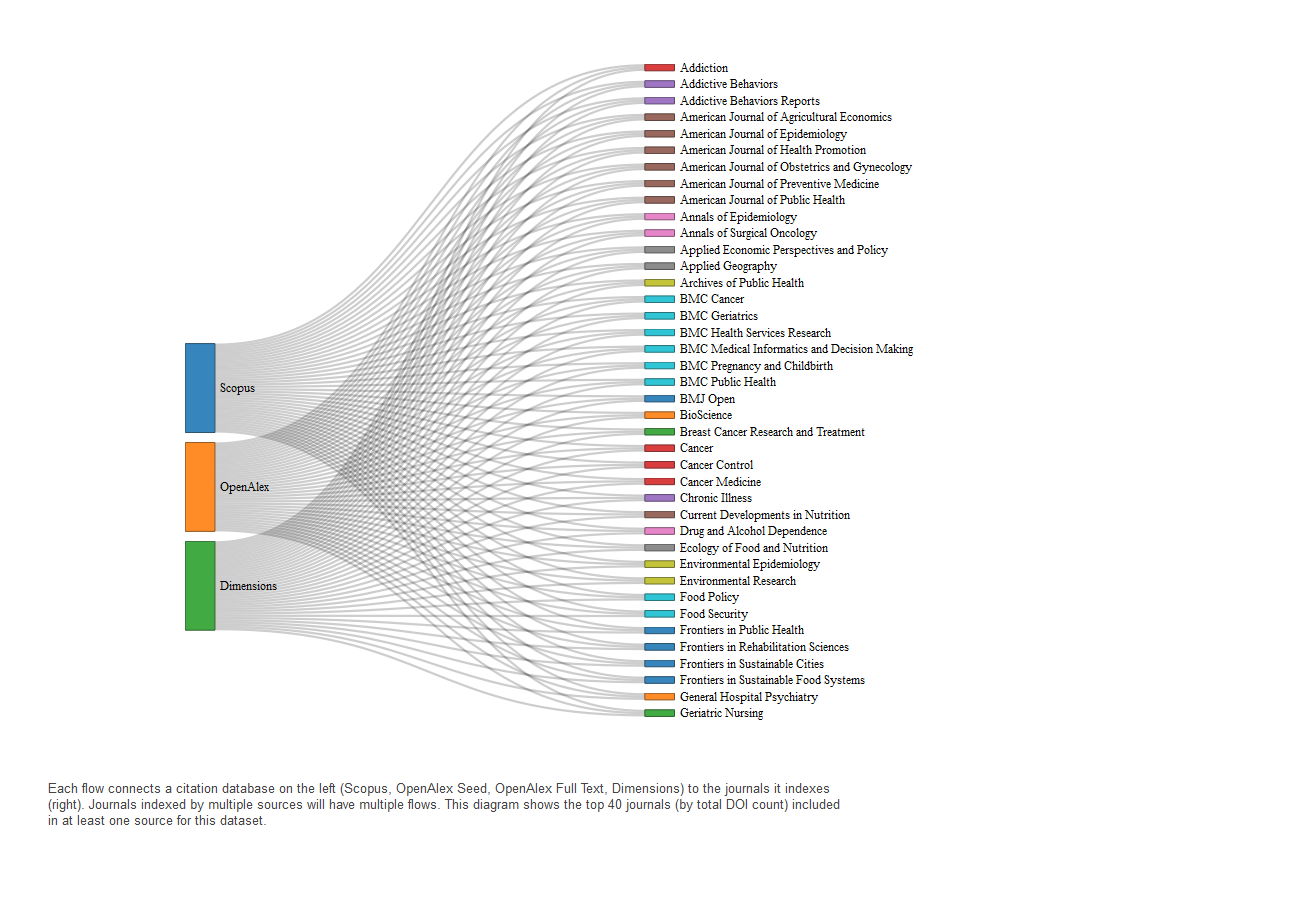 Addiction
Addictive Behaviors
Addictive Behaviors Reports
American Journal of Agricultural Economics
American Journal of Epidemiology
American Journal of Health Promotion
American Journal of Obstetrics and Gynecology
American Journal of Preventive Medicine
American Journal of Public Health
Annals of Epidemiology
Annals of Surgical Oncology
Applied Economic Perspectives and Policy
Applied Geography
Archives of Public Health
BMC Cancer
BMC Geriatrics
BMC Health Services Research
BMC Medical Informatics and Decision Making
BMC Pregnancy and Childbirth
BMC Public Health
BMJ Open
BioScience
Breast Cancer Research and Treatment
Cancer
Cancer Control
Cancer Medicine
Chronic Illness
Current Developments in Nutrition
Drug and Alcohol Dependence
Ecology of Food and Nutrition
Environmental Epidemiology
Environmental Research
Food Policy
Food Security
Frontiers in Public Health
Frontiers in Rehabilitation Sciences
Frontiers in Sustainable Cities
Frontiers in Sustainable Food Systems
General Hospital Psychiatry
Geriatric Nursing
Scopus
OpenAlex
Dimensions
Each flow connects a citation database on the left (Scopus, OpenAlex Seed, OpenAlex Full Text, Dimensions) to the journals it indexes
(right). Journals indexed by multiple sources will have multiple flows. This diagram shows the top 40 journals (by total DOI count) included
in at least one source for this dataset.